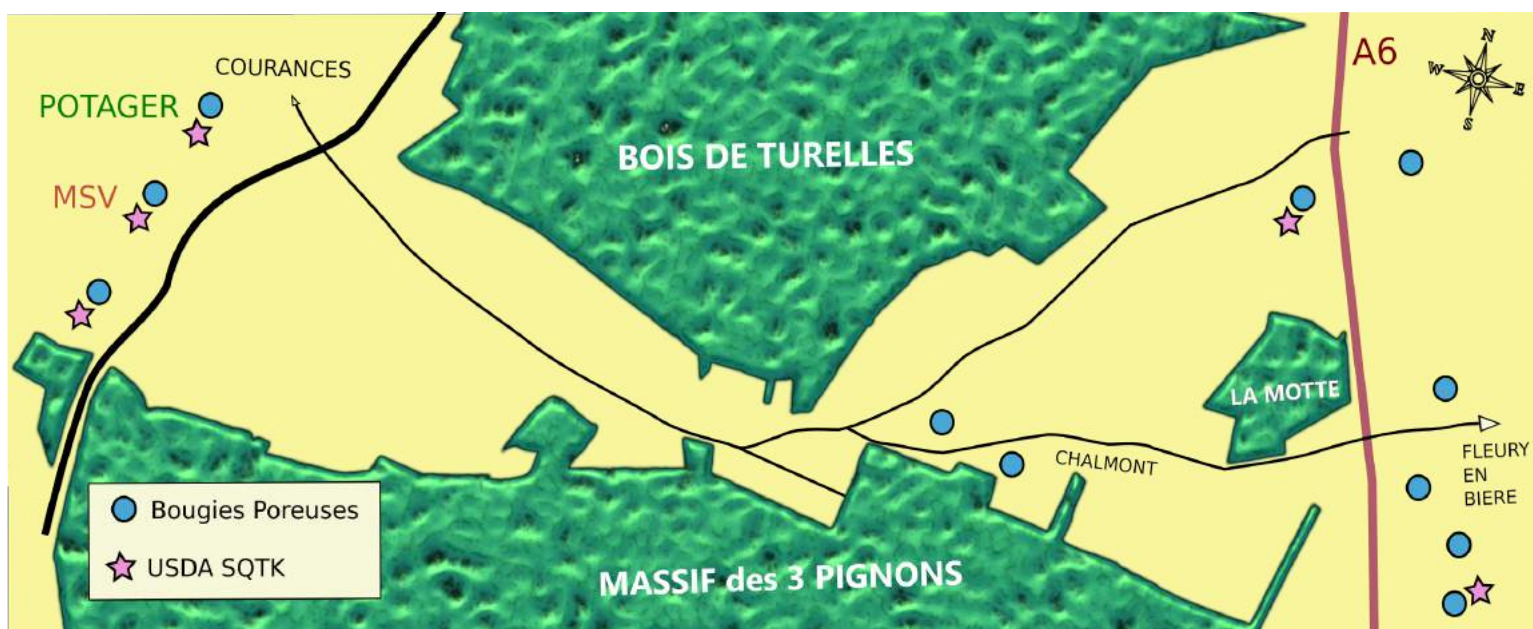 COURANCES
POTAGER
MSV
BOIS DE TURELLES
A6
N
W
E
S
LA MOTTE
CHALMONT
FLEURY
EN
BIERE
Bougies Poreuses
USDA SQTK
MASSIF des 3 PIGNONS